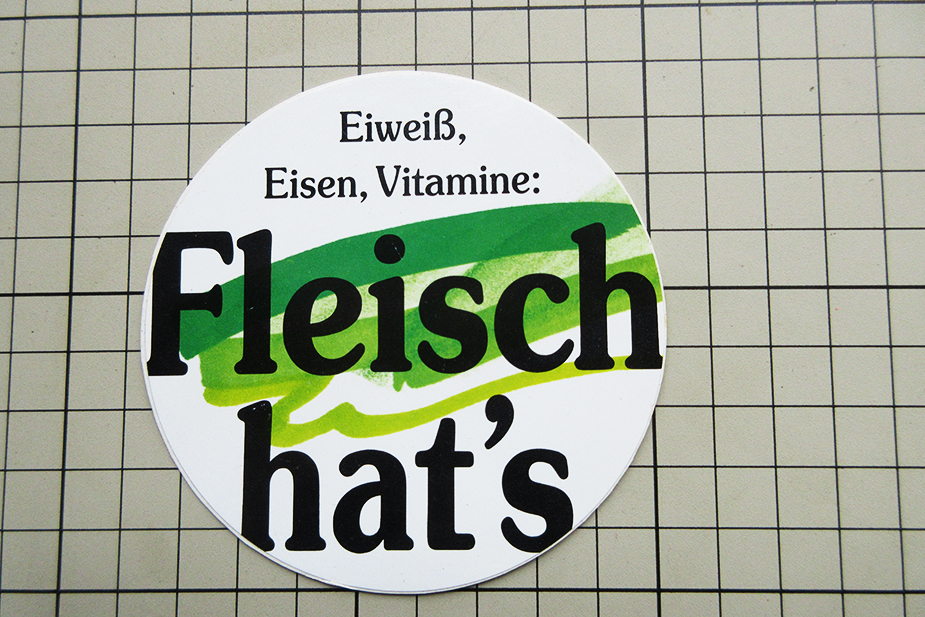 Eiweiß,
Eisen, Vitamine:
Fleisch
hat's